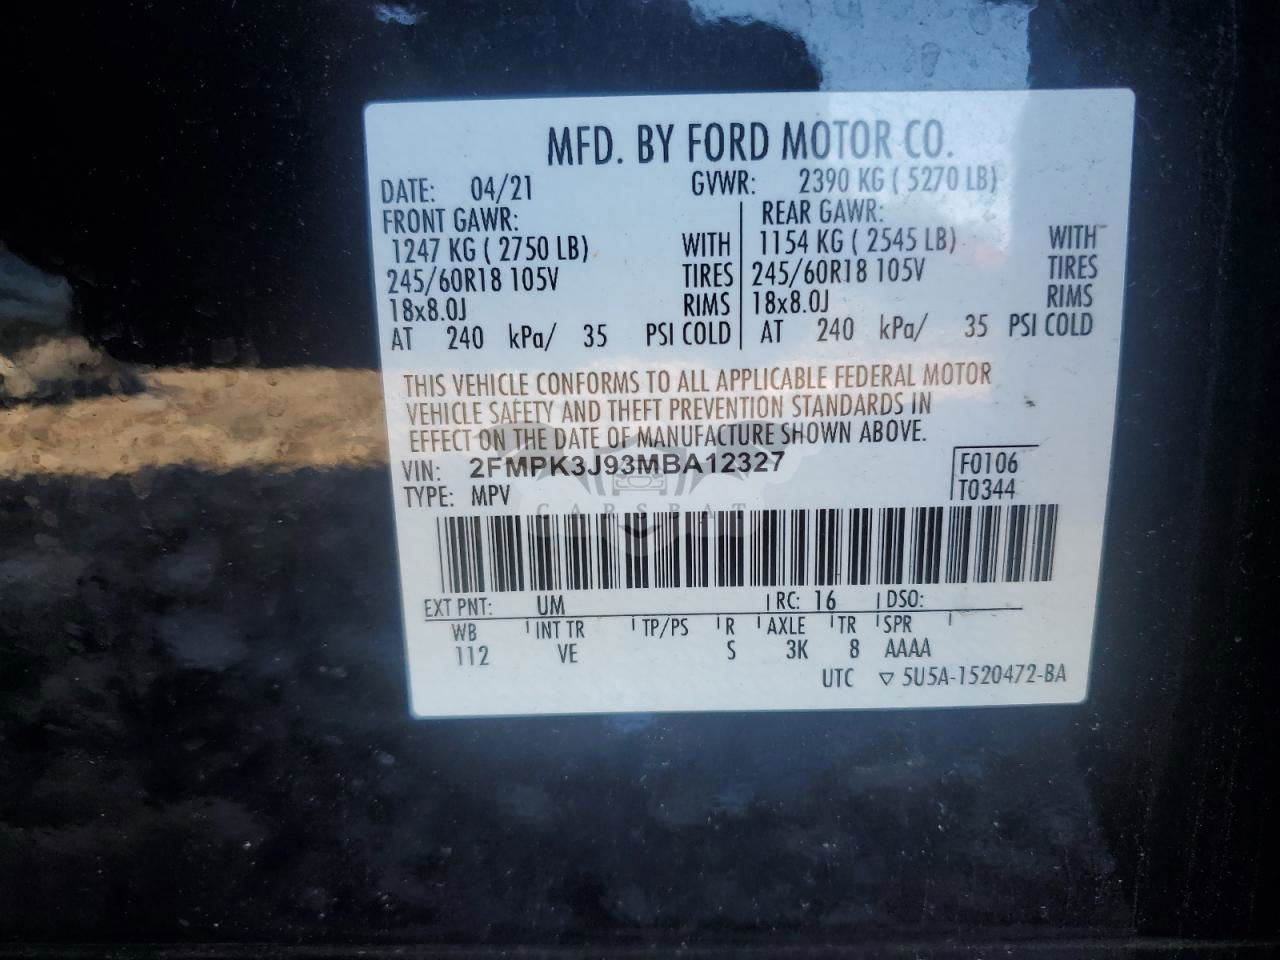 MFD. BY FORD MOTOR CO.
DATE: 04/21 GVWR: 2390 KG ( 5270 LB)
FRONT GAWR: REAR GAWR:
1247 KG ( 2750 LB) WITH 1154 KG ( 2545 LB) WITH
245/60R18 105V TIRES 245/60R18 105V TIRES
18x8.0J RIMS 18x8.0J RIMS
AT 240 kPa/ 35 PSI COLD AT 240 kPa/ 35 PSI COLD
THIS VEHICLE CONFORMS TO ALL APPLICABLE FEDERAL MOTOR
VEHICLE SAFETY AND THEFT PREVENTION STANDARDS IN
EFFECT ON THE DATE OF MANUFACTURE SHOWN ABOVE.
VIN: 2FMPK3J93MBA12327 F0106
TYPE: MPV T0344
CARSBAT
EXT PNT: UM RC: 16 DSO:
WB INT TR TP/PS R AXLE TR SPR
112 VE S 3K 8 AAAA
UTC ▽ 5U5A-1520472-BA